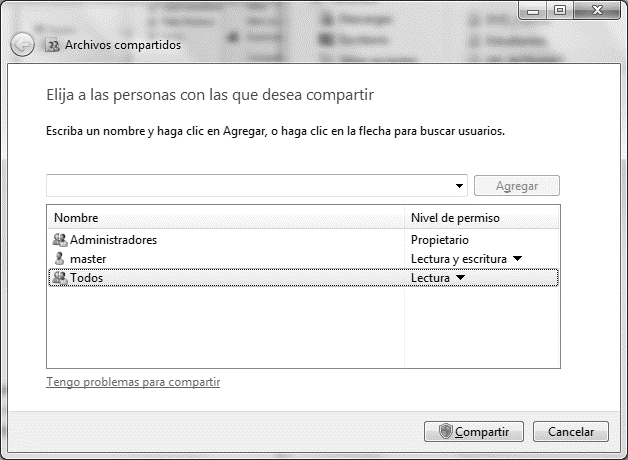 Archivos compartidos
Elija a las personas con las que desea compartir
Escriba un nombre y haga clic en Agregar, o haga clic en la flecha para buscar usuarios.
Agregar
Nombre Nivel de permiso
Administradores Propietario
master Lectura y escritura
Todos Lectura
Tengo problemas para compartir
Compartir Cancelar